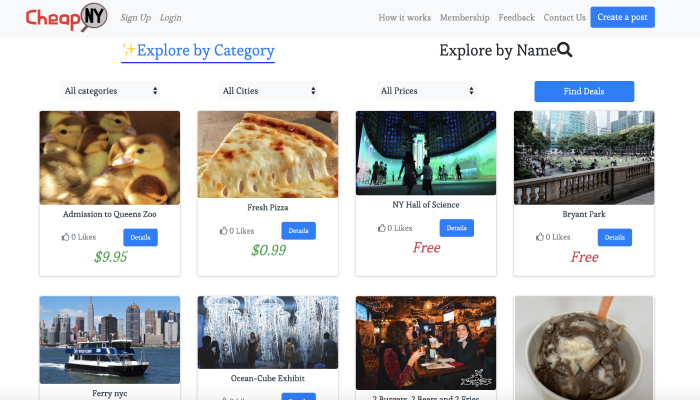 CheapNY
Sign Up Login
How it works Membership Feedback Contact Us Create a post
✨Explore by Category
Explore by Name
All categories
All Cities
All Prices
Find Deals
Admission to Queens Zoo
0 Likes
Details
$9.95
Fresh Pizza
0 Likes
Details
$0.99
NY Hall of Science
0 Likes
Details
Free
Bryant Park
0 Likes
Details
Free
Ferry nyc
Ocean-Cube Exhibit
2 Burgers, 2 Beers and 2 Fries